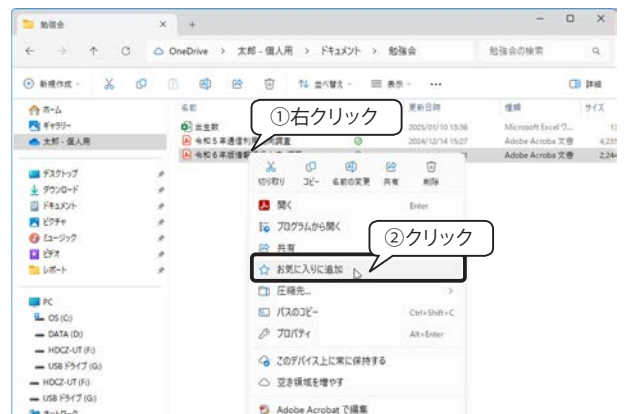 勉強会
OneDrive > 太郎 - 個人用 > ドキュメント > 勉強会
勉強会の検索
新規作成
並べ替え
表示
詳細
ホーム
ギャラリー
太郎 - 個人用
デスクトップ
ダウンロード
ドキュメント
ピクチャ
ミュージック
ビデオ
レポート
PC
OS (C:)
DATA (D:)
HDCZ-UT (F:)
USB ドライブ (G:)
HDCZ-UT (F:)
USB ドライブ (G:)
名前
更新日時
種類
サイズ
出生数
2025/01/10 13:36
Microsoft Excel ワ...
令和５年通信利
向調査
2024/12/14 15:27
Adobe Acroba 文書
4,235
令和６年版情報
Adobe Acroba 文書
2,244
①右クリック
切り取り
コピー
名前の変更
共有
削除
開く
Enter
プログラムから開く
共有
②クリック
お気に入りに追加
圧縮先...
パスのコピー
Ctrl+Shift+C
プロパティ
Alt+Enter
このデバイス上に常に保持する
空き領域を増やす
Adobe Acrobat で編集